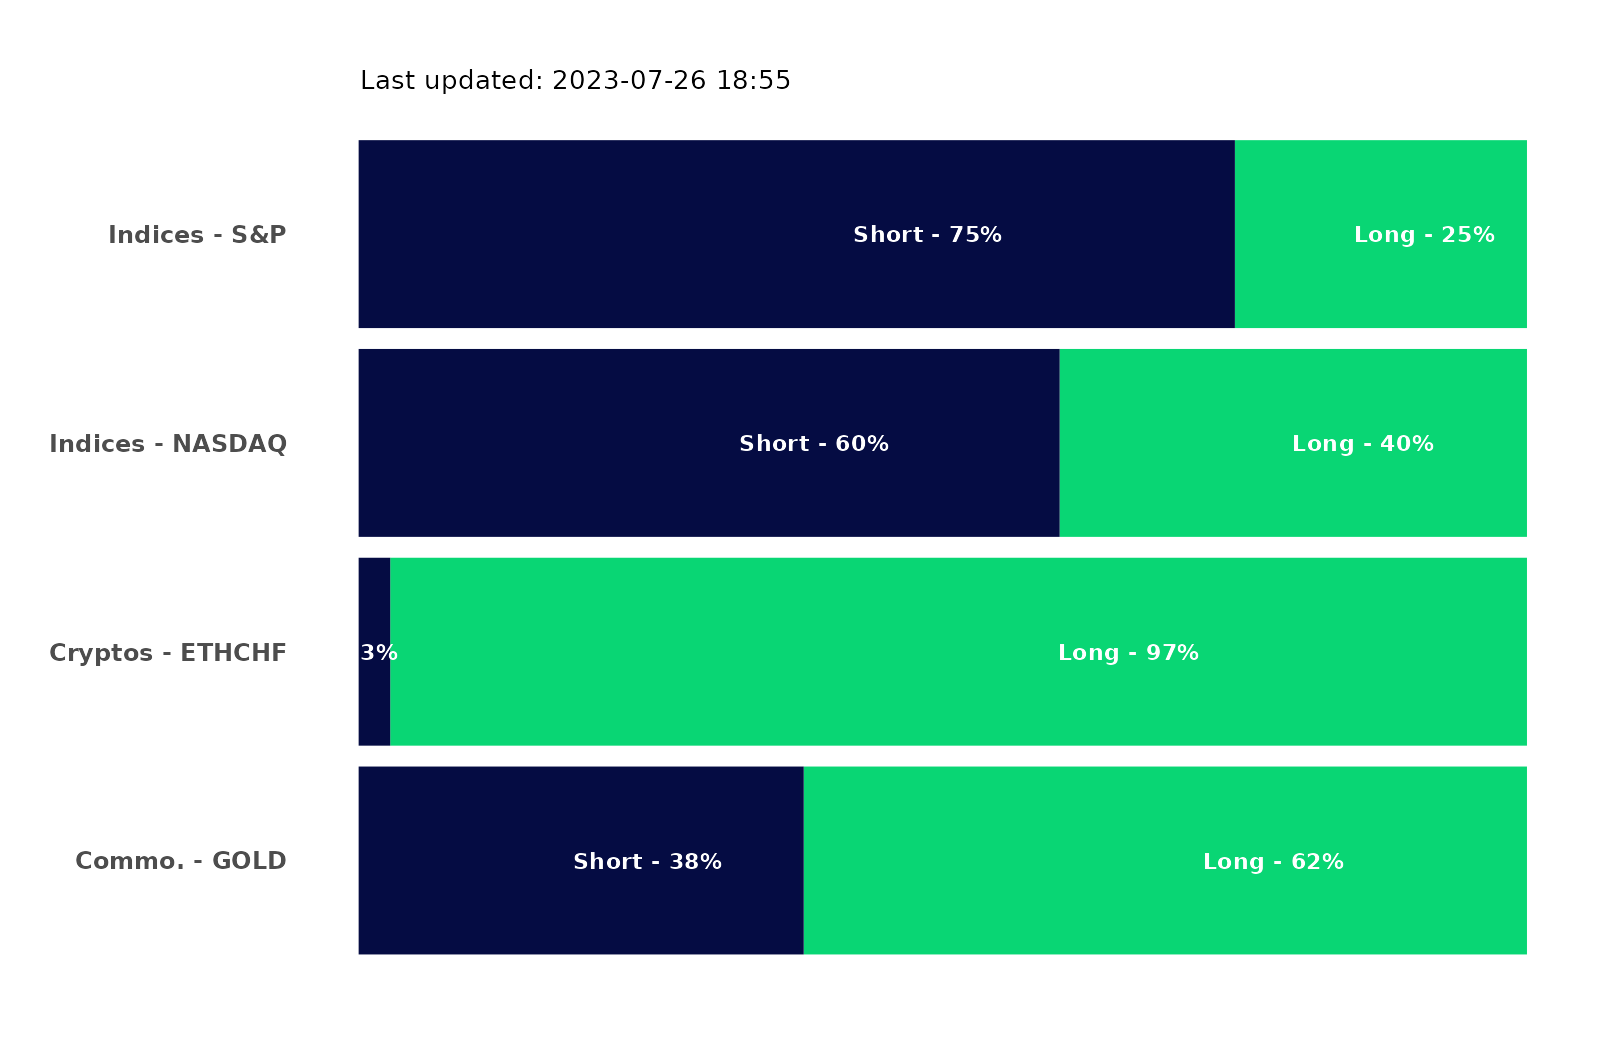 Last updated: 2023-07-26 18:55
Indices - S&P Short - 75% Long - 25%
Indices - NASDAQ Short - 60% Long - 40%
Cryptos - ETHCHF 3% Long - 97%
Commo. - GOLD Short - 38% Long - 62%